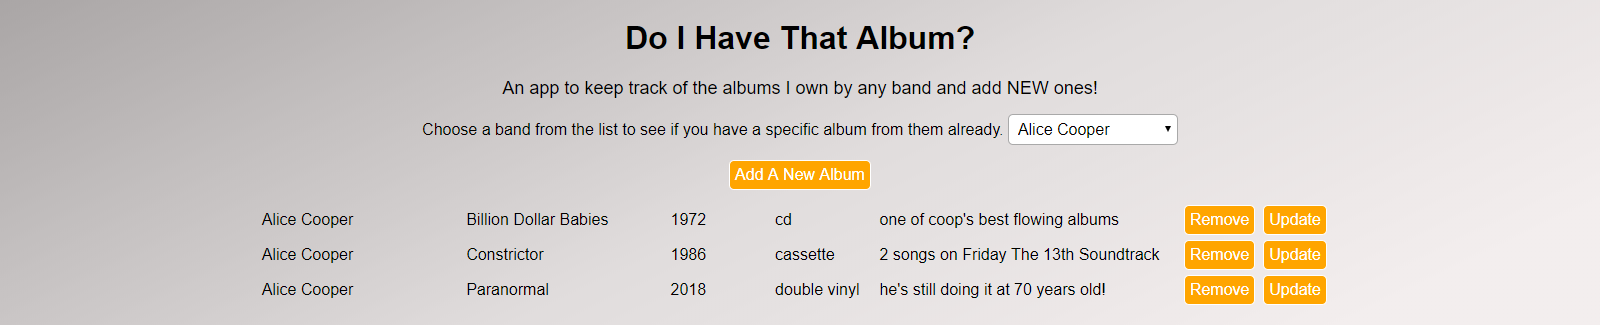 Do I Have That Album?
An app to keep track of the albums I own by any band and add NEW ones!
Choose a band from the list to see if you have a specific album from them already. Alice Cooper
Add A New Album
Alice Cooper Billion Dollar Babies 1972 cd one of coop's best flowing albums Remove Update
Alice Cooper Constrictor 1986 cassette 2 songs on Friday The 13th Soundtrack Remove Update
Alice Cooper Paranormal 2018 double vinyl he's still doing it at 70 years old! Remove Update